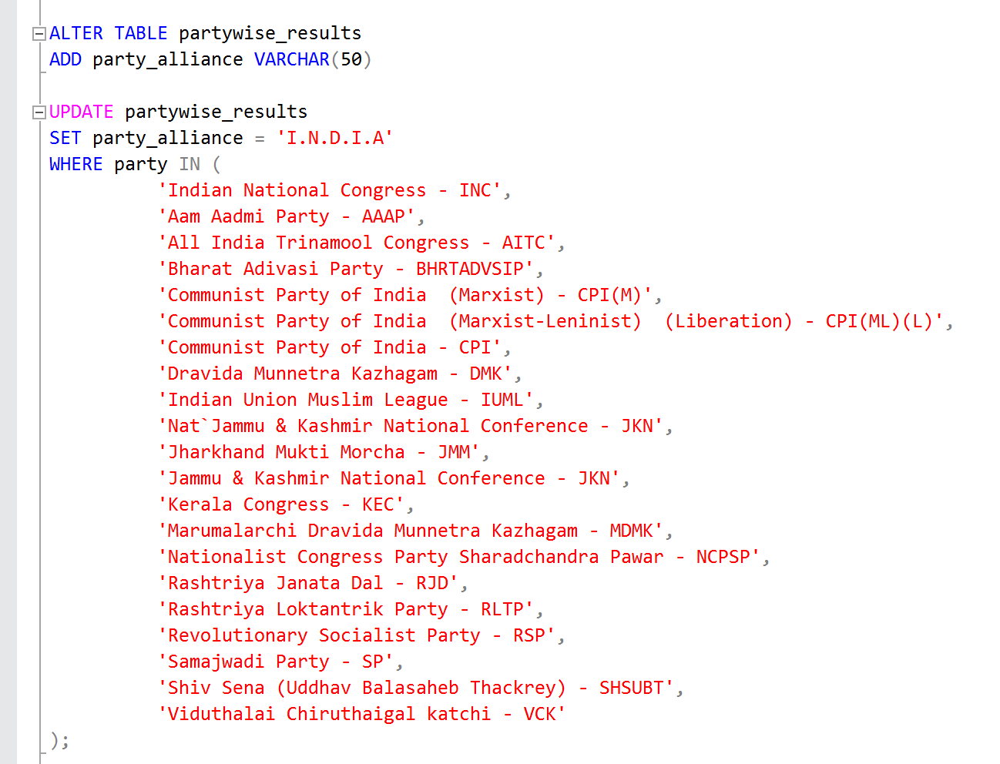 ALTER TABLE partywise_results
ADD party_alliance VARCHAR(50)
UPDATE partywise_results
SET party_alliance = 'I.N.D.I.A'
WHERE party IN (
'Indian National Congress - INC',
'Aam Aadmi Party - AAAP',
'All India Trinamool Congress - AITC',
'Bharat Adivasi Party - BHRTADVSIP',
'Communist Party of India  (Marxist) - CPI(M)',
'Communist Party of India  (Marxist-Leninist)  (Liberation) - CPI(ML)(L)',
'Communist Party of India - CPI',
'Dravida Munnetra Kazhagam - DMK',
'Indian Union Muslim League - IUML',
'Nat`Jammu & Kashmir National Conference - JKN',
'Jharkhand Mukti Morcha - JMM',
'Jammu & Kashmir National Conference - JKN',
'Kerala Congress - KEC',
'Marumalarchi Dravida Munnetra Kazhagam - MDMK',
'Nationalist Congress Party Sharadchandra Pawar - NCPSP',
'Rashtriya Janata Dal - RJD',
'Rashtriya Loktantrik Party - RLTP',
'Revolutionary Socialist Party - RSP',
'Samajwadi Party - SP',
'Shiv Sena (Uddhav Balasaheb Thackrey) - SHSUBT',
'Viduthalai Chiruthaigal katchi - VCK'
);